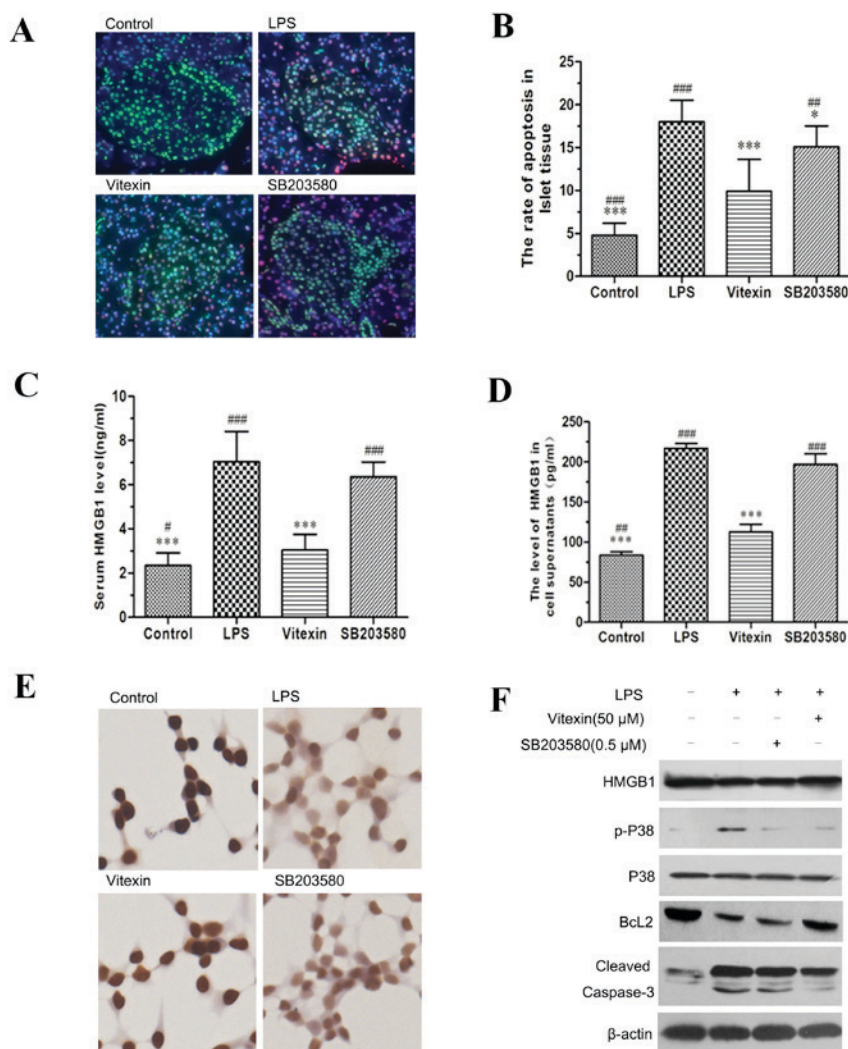 A
Control
LPS
Vitexin
SB203580
B
The rate of apoptosis in
Islet tissue
25
20
15
10
5
0
###
***
###
***
##
*
Control
LPS
Vitexin
SB203580
C
Serum HMGB1 level(ng/ml)
10
8
6
4
2
0
#
***
###
***
###
Control
LPS
Vitexin
SB203580
D
The level of HMGB1 in
cell supernatants（pg/ml）
250
200
150
100
50
0
##
***
###
***
###
Control
LPS
Vitexin
SB203580
E
Control
LPS
Vitexin
SB203580
F
LPS – + + +
Vitexin(50 μM) – – – +
SB203580(0.5 μM) – – + –
HMGB1
p-P38
P38
BcL2
Cleaved
Caspase-3
β-actin